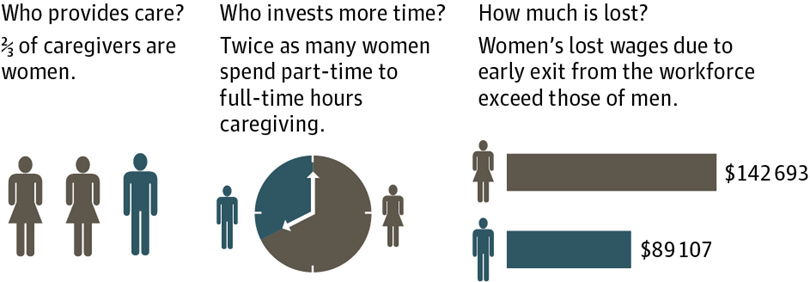 Who provides care?
⅔ of caregivers are
women.
Who invests more time?
Twice as many women
spend part-time to
full-time hours
caregiving.
How much is lost?
Women’s lost wages due to
early exit from the workforce
exceed those of men.
$142 693
$89 107